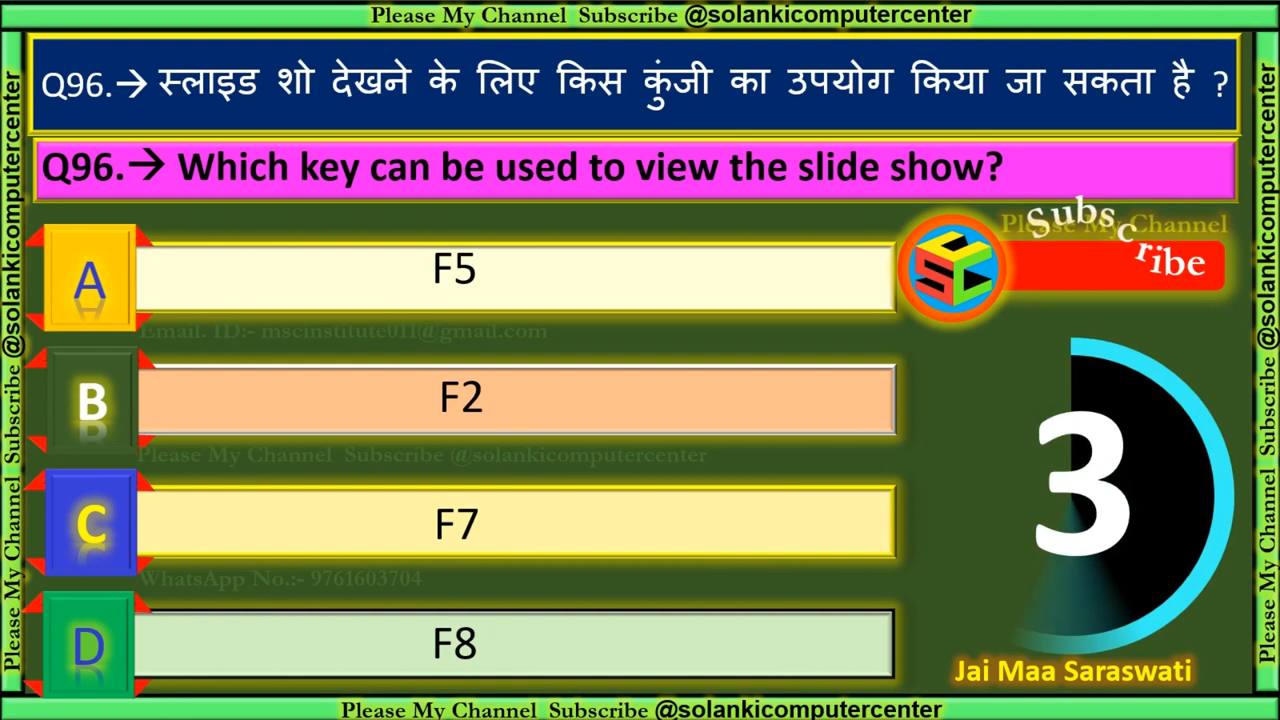 Please My Channel Subscribe @solankicomputercenter
Q96.→ स्लाइड शो देखने के लिए किस कुंजी का उपयोग किया जा सकता है ?
Q96.→ Which key can be used to view the slide show?
Please My Channel
Subscribe
A
F5
SCC
Email. ID:- mscinstitute011@gmail.com
B
F2
Please My Channel Subscribe @solankicomputercenter
C
F7
3
WhatsApp No.:- 9761603704
D
F8
Jai Maa Saraswati
Please My Channel Subscribe @solankicomputercenter
Please My Channel Subscribe @solankicomputercenter
Please My Channel Subscribe @solankicomputercenter